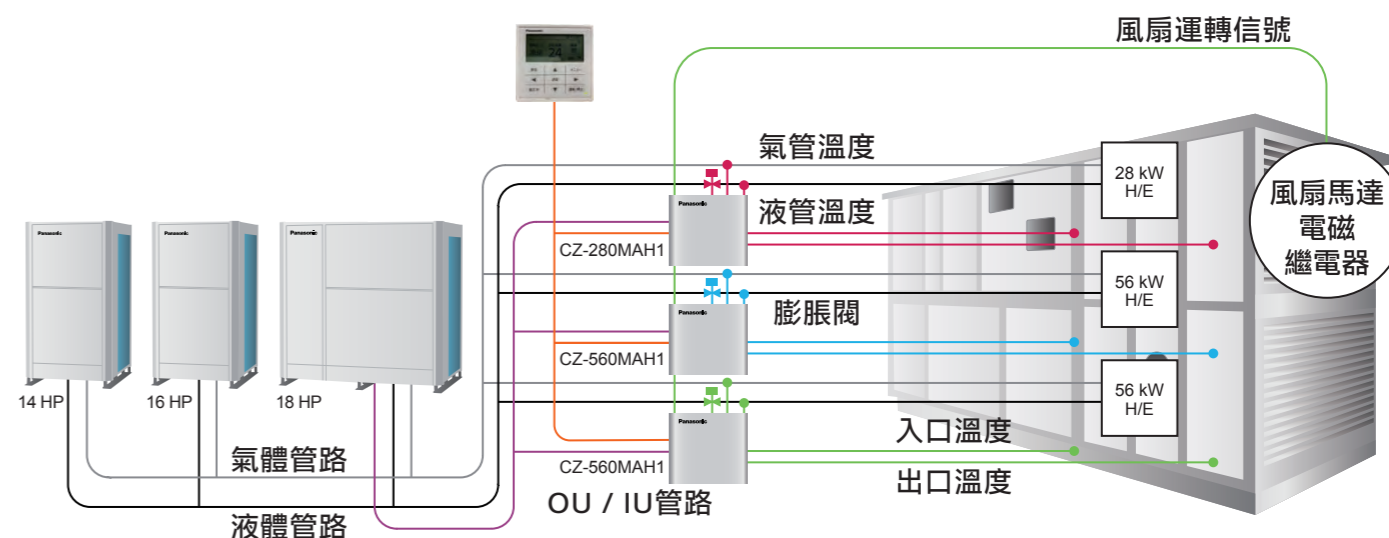 風扇運轉信號
Panasonic
24
氣管溫度
28 kW
H/E
風扇馬達
電磁
繼電器
Panasonic
液管溫度
Panasonic
Panasonic
Panasonic
CZ-280MAH1
56 kW
H/E
Panasonic
膨脹閥
CZ-560MAH1
56 kW
H/E
14 HP
16 HP
18 HP
Panasonic
入口溫度
氣體管路
CZ-560MAH1
出口溫度
OU / IU管路
液體管路